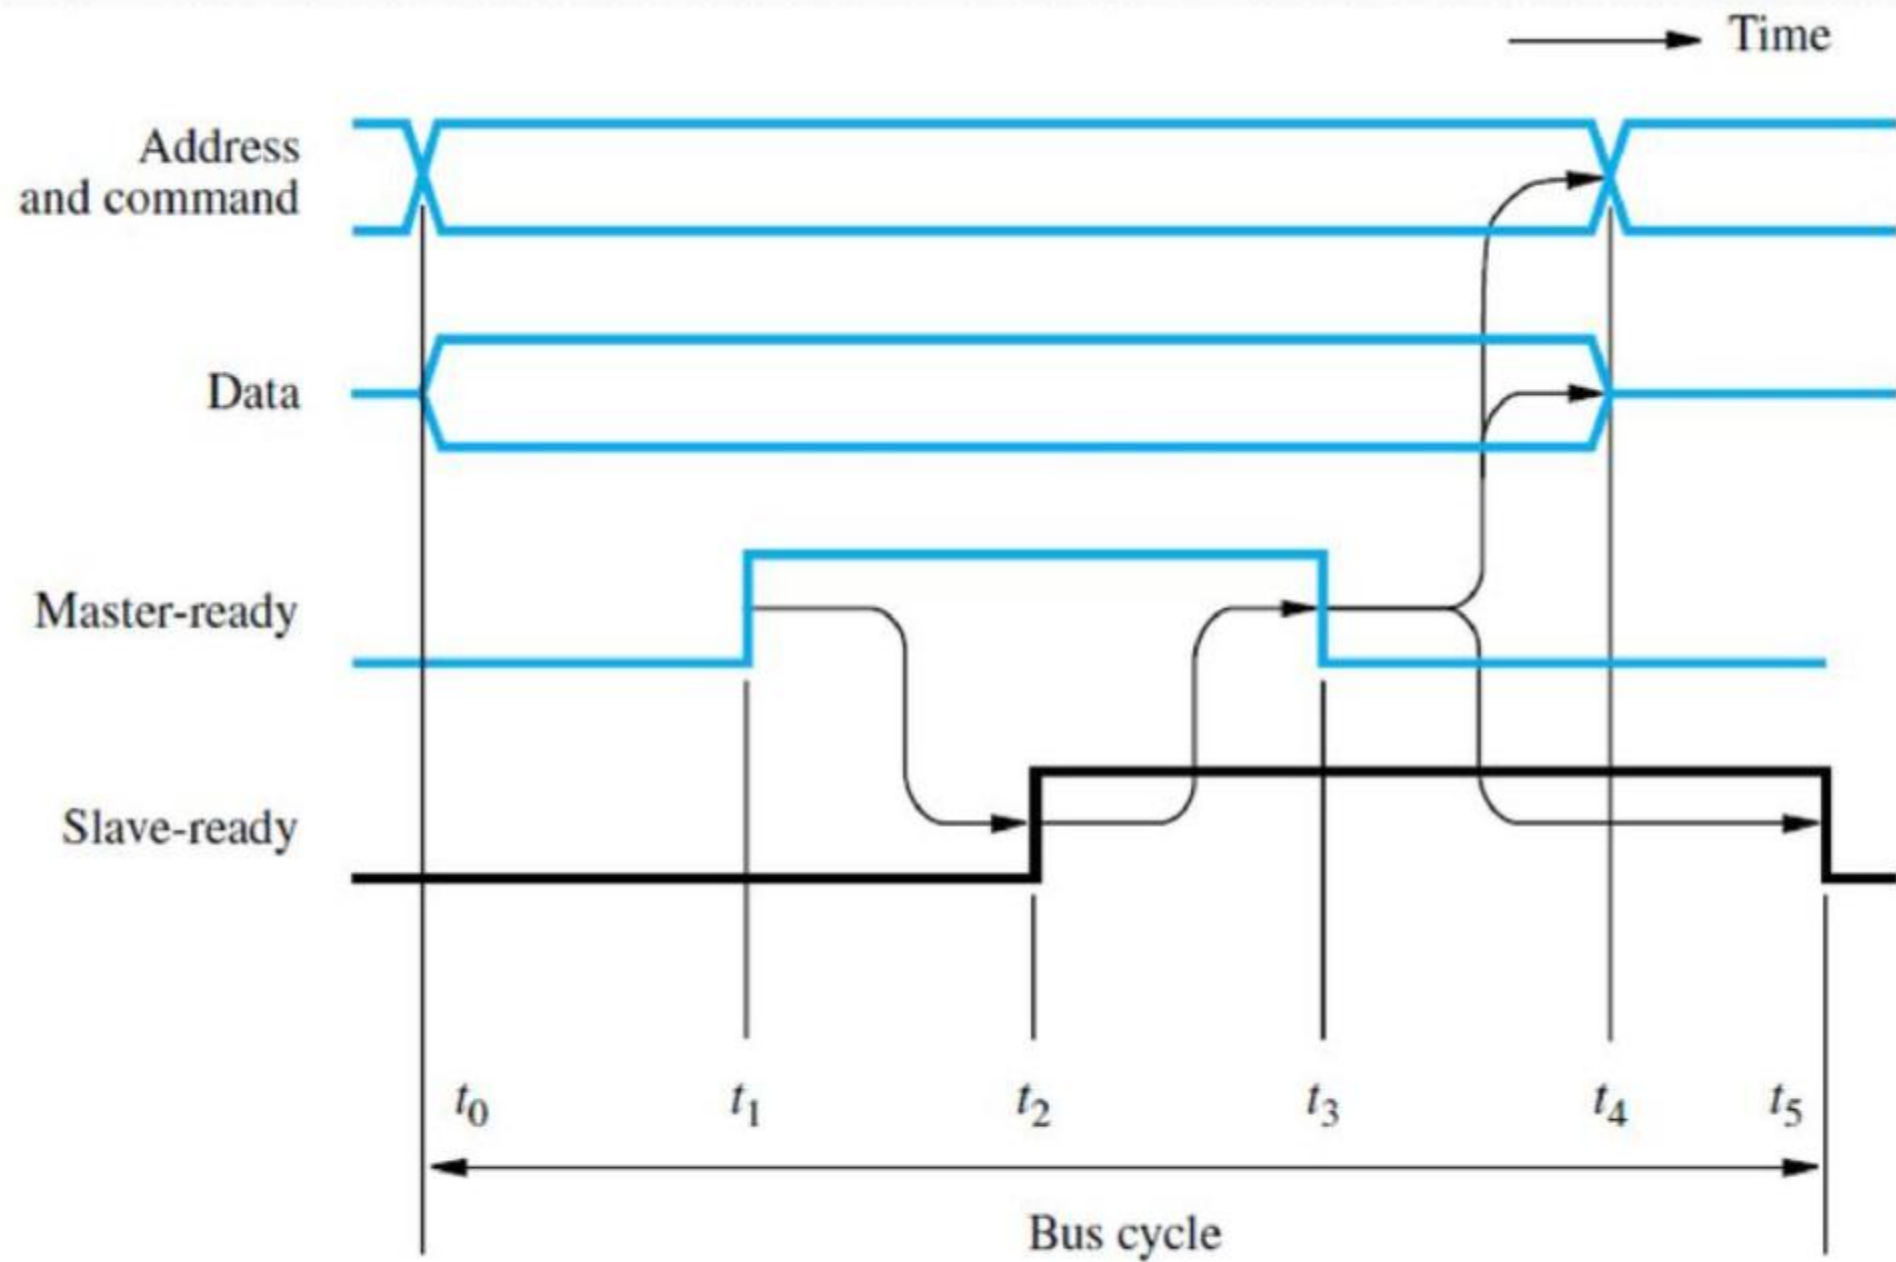 Time
Address
and command
Data
Master-ready
Slave-ready
t0 t1 t2 t3 t4 t5
Bus cycle